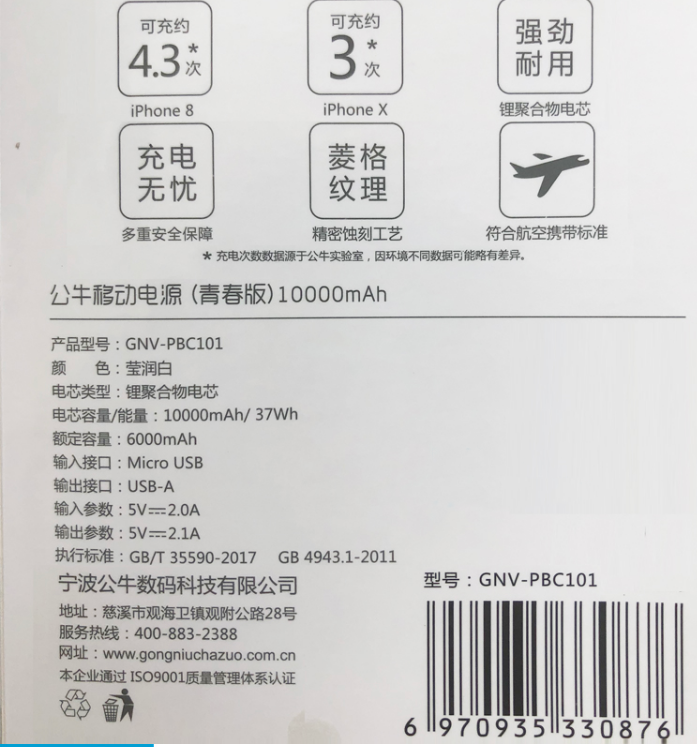 可充约 可充约 强劲
4.3*次 3*次 耐用
iPhone 8 iPhone X 锂聚合物电芯
充电 菱格
无忧 纹理
多重安全保障 精密蚀刻工艺 符合航空携带标准
* 充电次数数据源于公牛实验室，因环境不同数据可能略有差异。
公牛移动电源（青春版）10000mAh
产品型号：GNV-PBC101
颜 色：莹润白
电芯类型：锂聚合物电芯
电芯容量/能量：10000mAh/ 37Wh
额定容量：6000mAh
输入接口：Micro USB
输出接口：USB-A
输入参数：5V⎓2.0A
输出参数：5V⎓2.1A
执行标准：GB/T 35590-2017 GB 4943.1-2011
宁波公牛数码科技有限公司
型号：GNV-PBC101
地址：慈溪市观海卫镇观附公路28号
服务热线：400-883-2388
网址：www.gongniuchazuo.com.cn
本企业通过 ISO9001质量管理体系认证
6 970935 330876